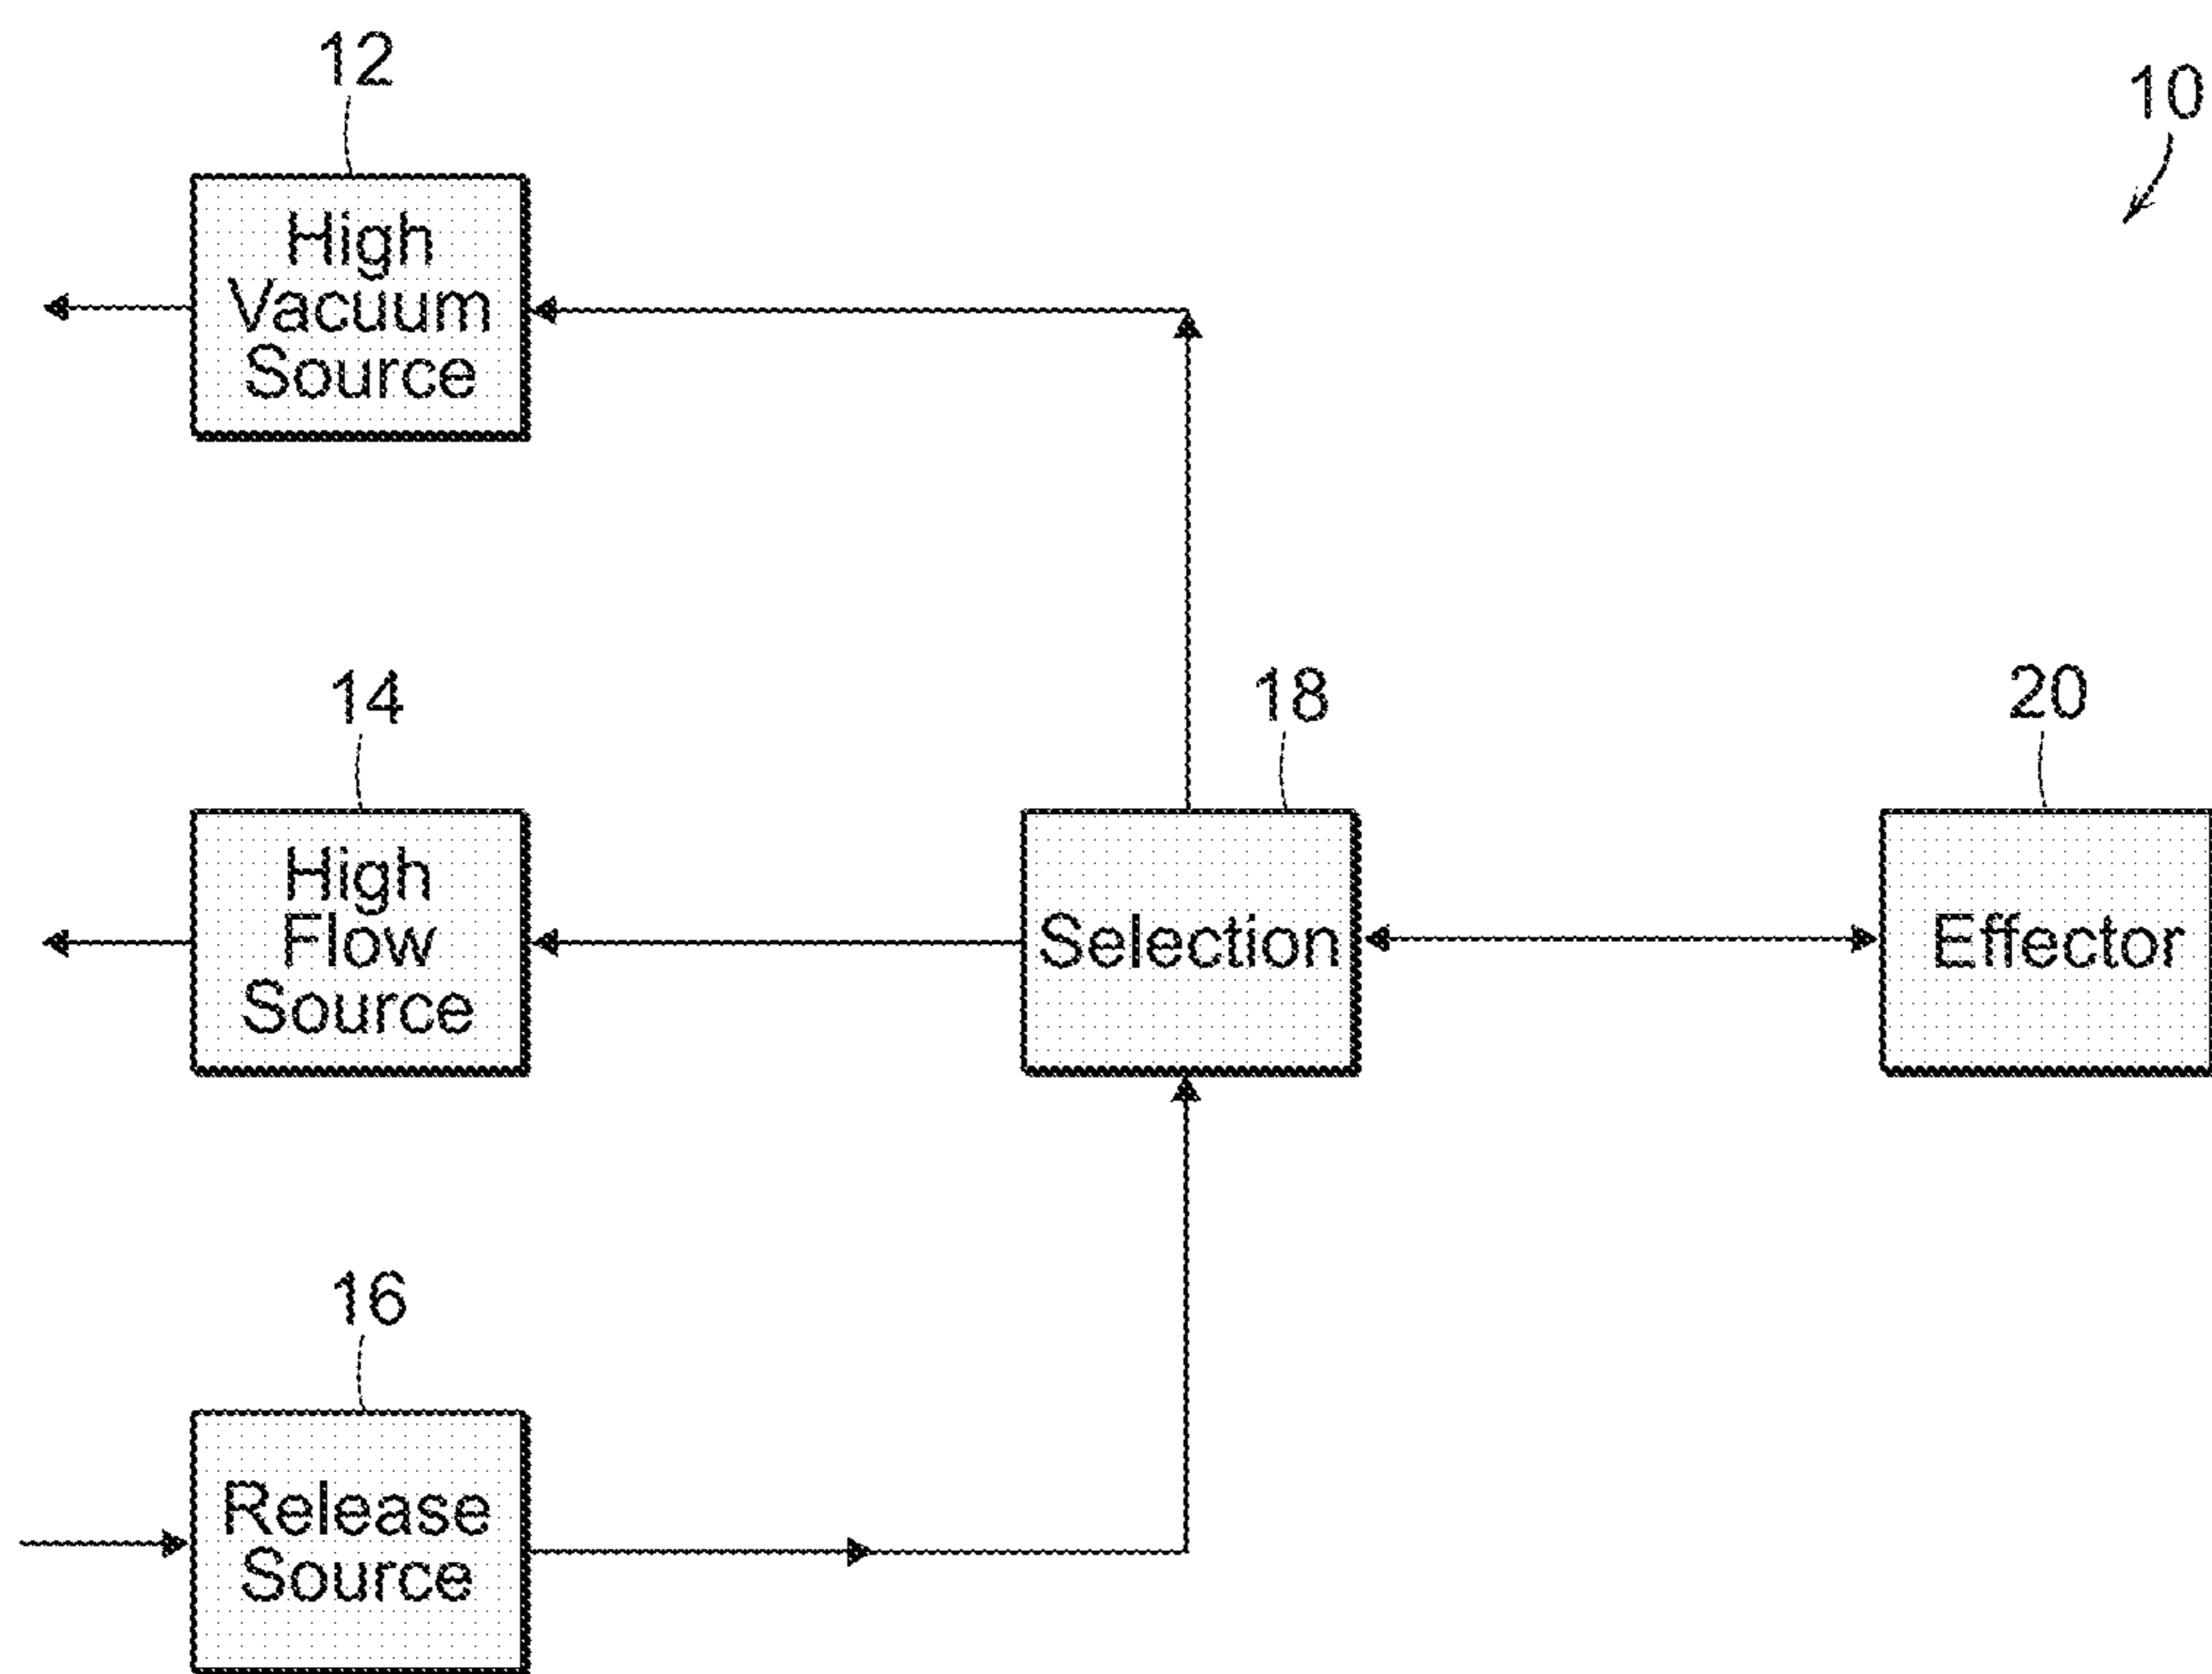 12
10
High
Vacuum
Source
14
18
20
High
Flow
Source
Selection
Effector
16
Release
Source